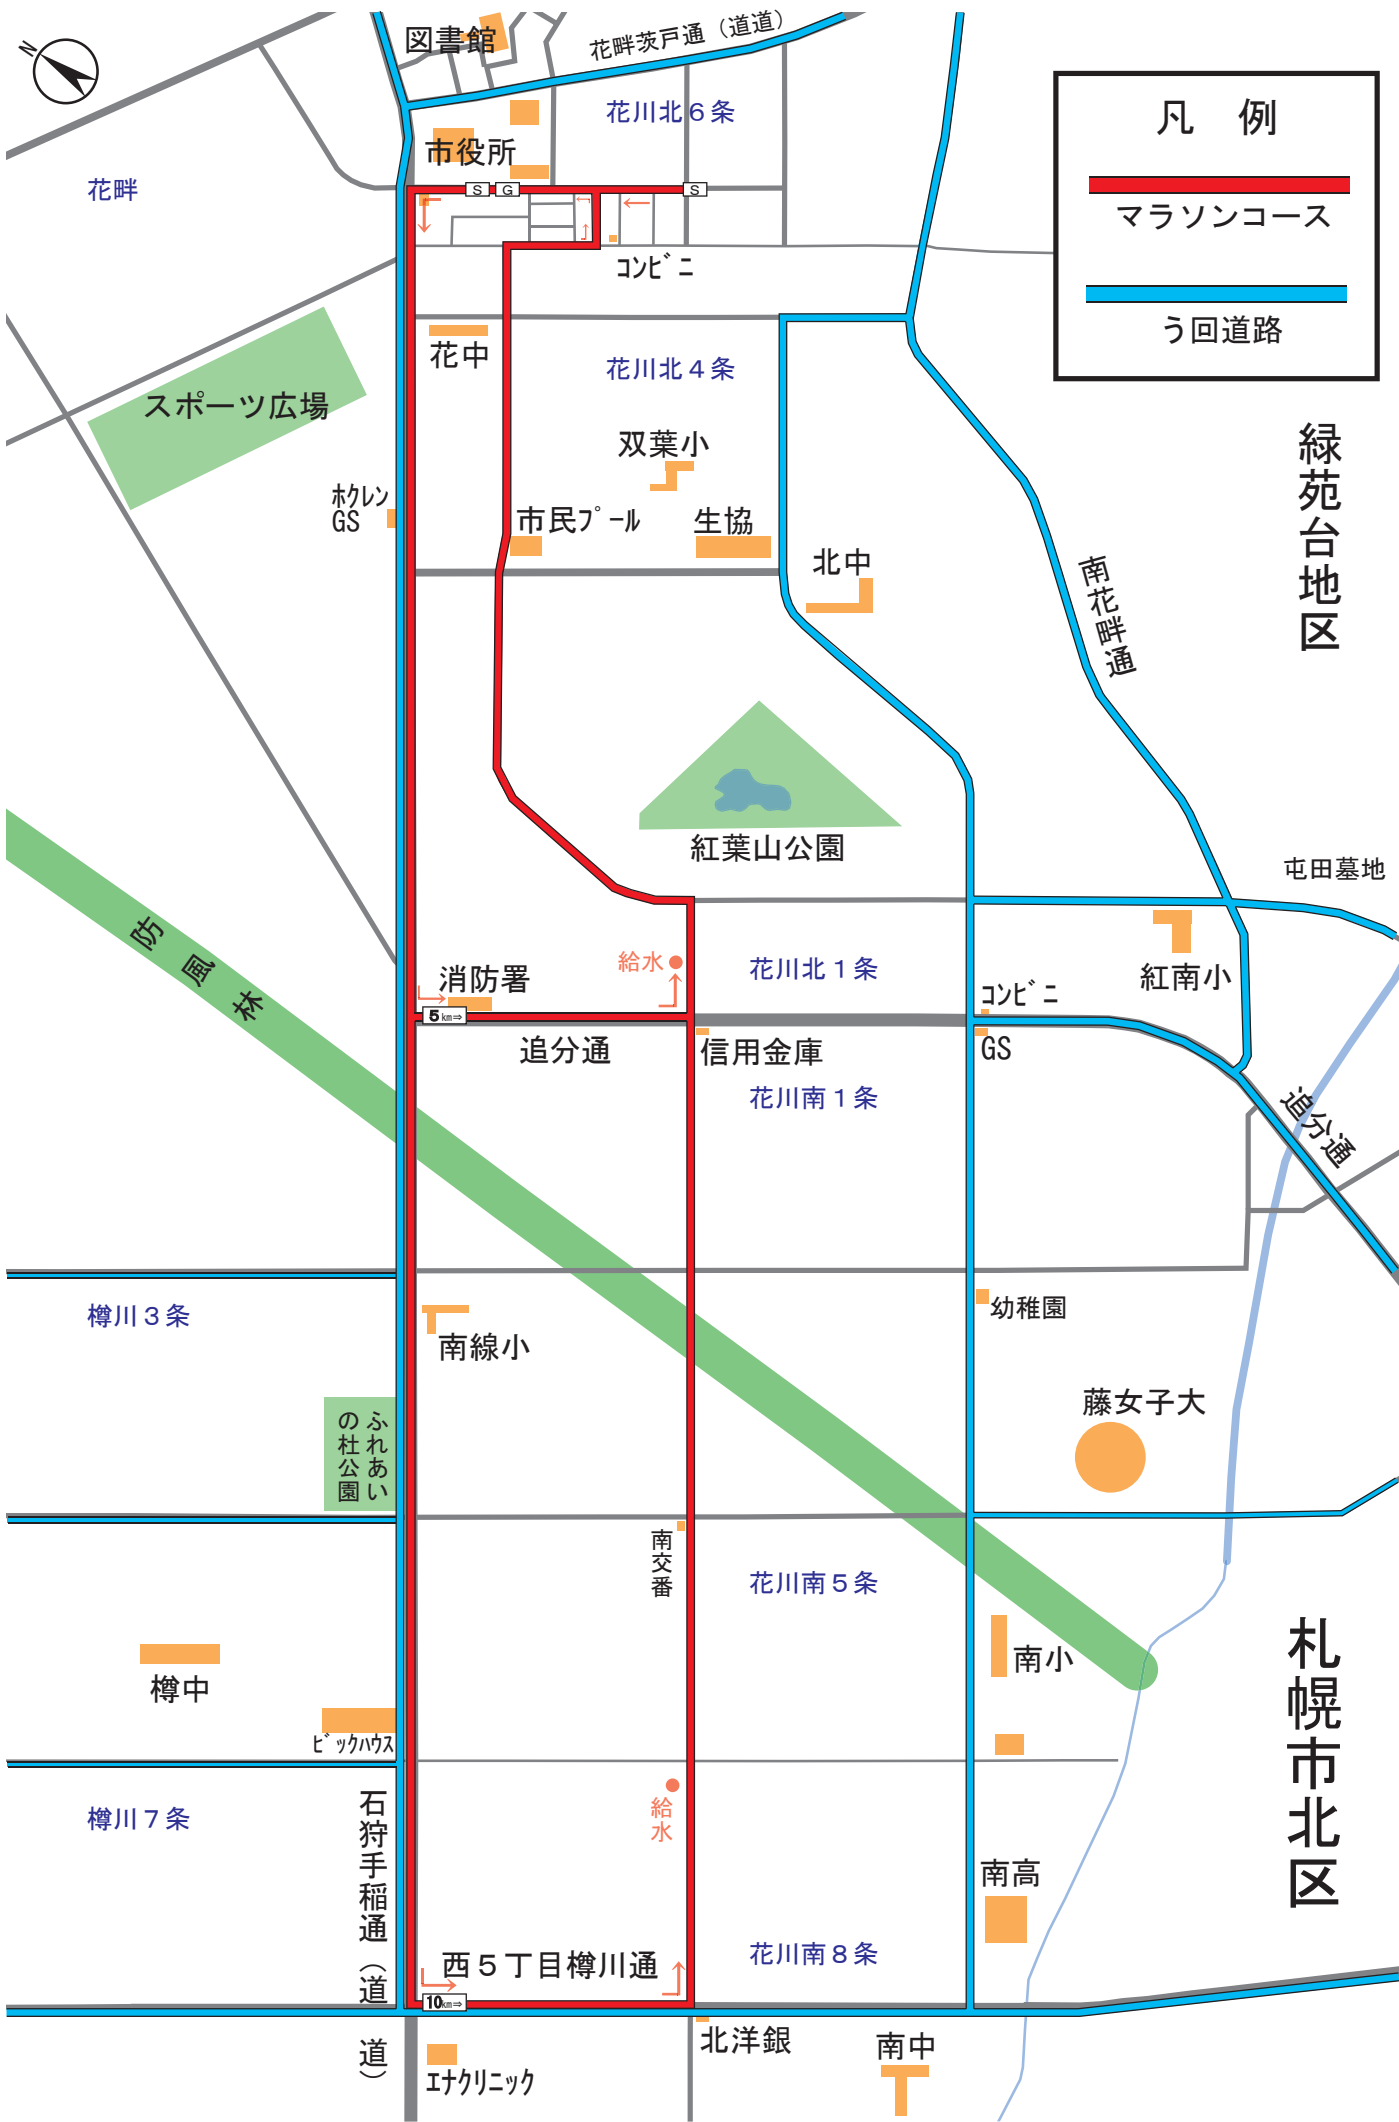 N
図書館
花畔茨戸通（道道）
凡　例
マラソンコース
う回道路
花川北６条
市役所
花畔
S
G
S
コンビニ
花中
花川北４条
スポーツ広場
双葉小
緑苑台地区
ホクレン
GS
市民プール
生協
北中
南花畔通
紅葉山公園
屯田墓地
防風林
給水
花川北１条
消防署
紅南小
コンビニ
5km⇒
追分通
信用金庫
GS
花川南１条
追分通
樽川３条
幼稚園
南線小
藤女子大
ふれあい
の杜公園
南交番
花川南５条
南小
札幌市北区
樽中
ビックハウス
給水
樽川７条
石狩手稲通（道道）
南高
西５丁目樽川通
花川南８条
10km⇒
北洋銀
南中
エナクリニック